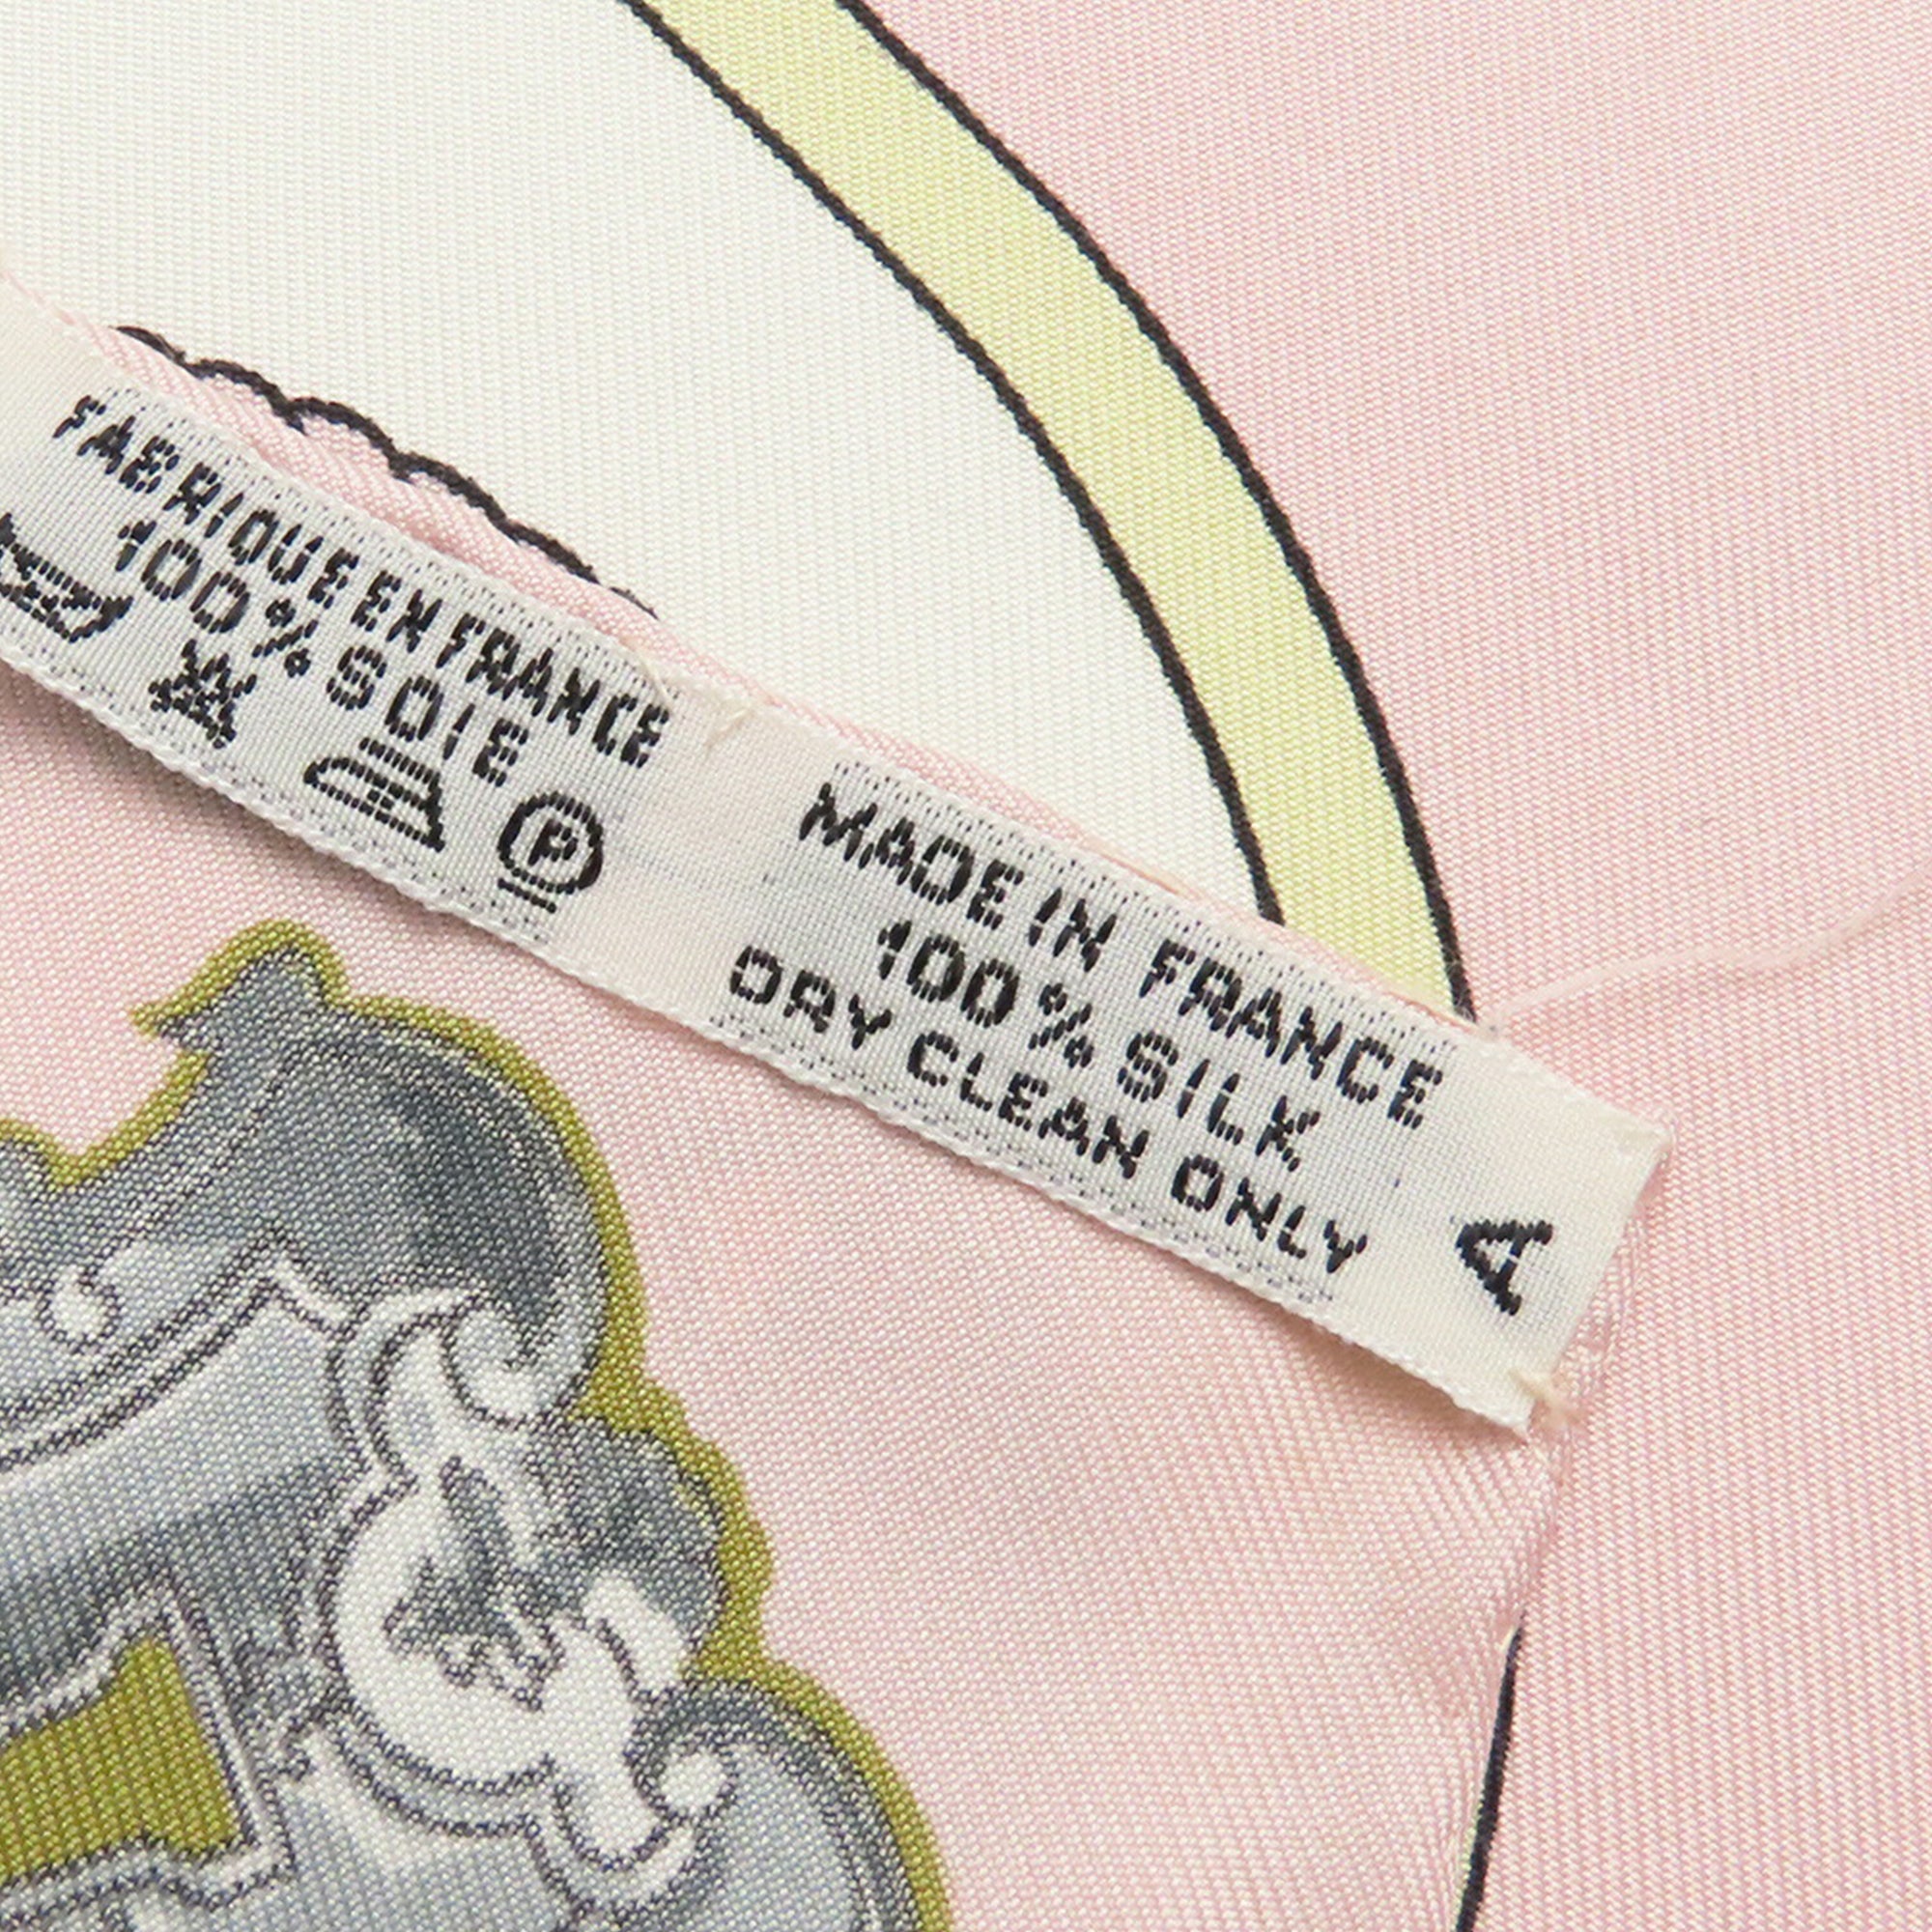 FABRIQUE EN FRANCE
100% SOIE
P
MADE IN FRANCE
100% SILK
DRY CLEAN ONLY
A